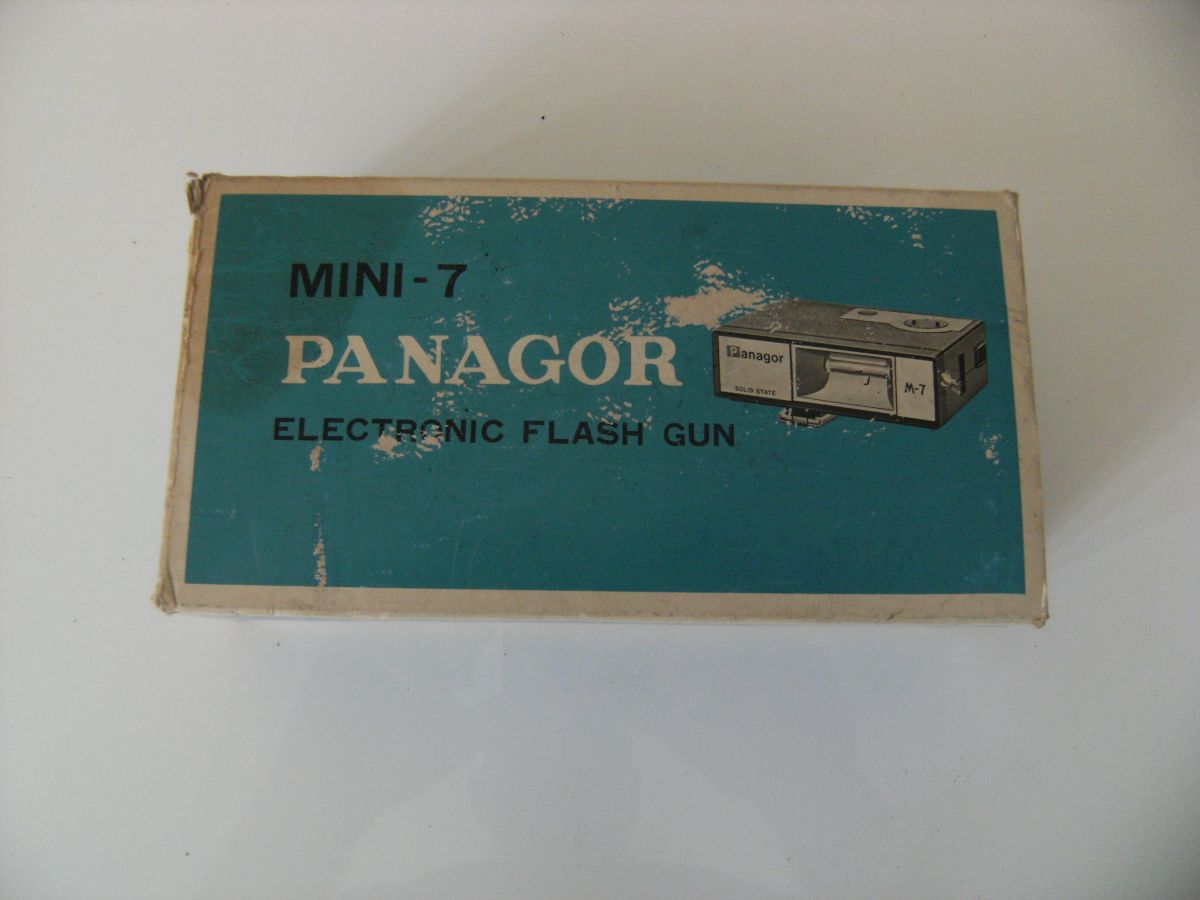 MINI-7
PANAGOR
ELECTRONIC FLASH GUN
Panagor
SOLID STATE
M-7